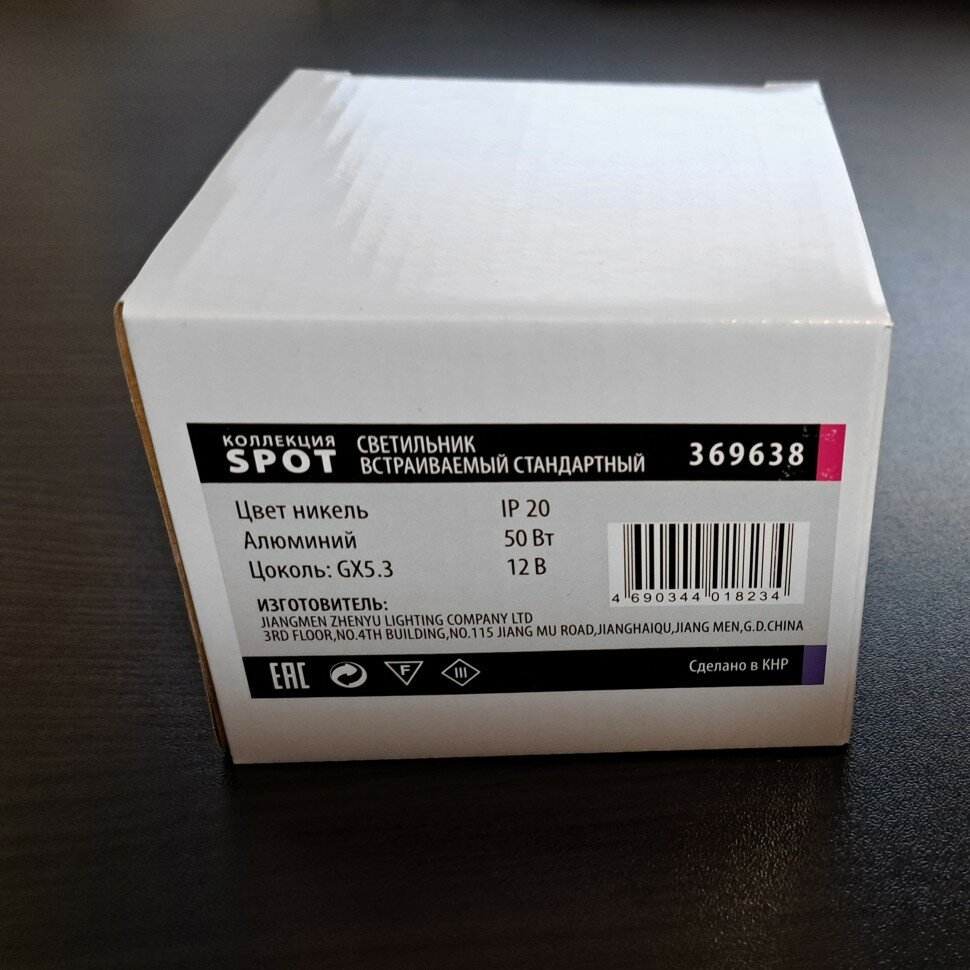 КОЛЛЕКЦИЯ
SPOT
СВЕТИЛЬНИК
ВСТРАИВАЕМЫЙ СТАНДАРТНЫЙ
369638
Цвет никель
Алюминий
Цоколь: GX5.3
IP 20
50 Вт
12 В
ИЗГОТОВИТЕЛЬ:
JIANGMEN ZHENYU LIGHTING COMPANY LTD
3RD FLOOR,NO.4TH BUILDING,NO.115 JIANG MU ROAD,JIANGHAIQU,JIANG MEN,G.D.CHINA
4 690344 018234
EAC
F
III
Сделано в КНР